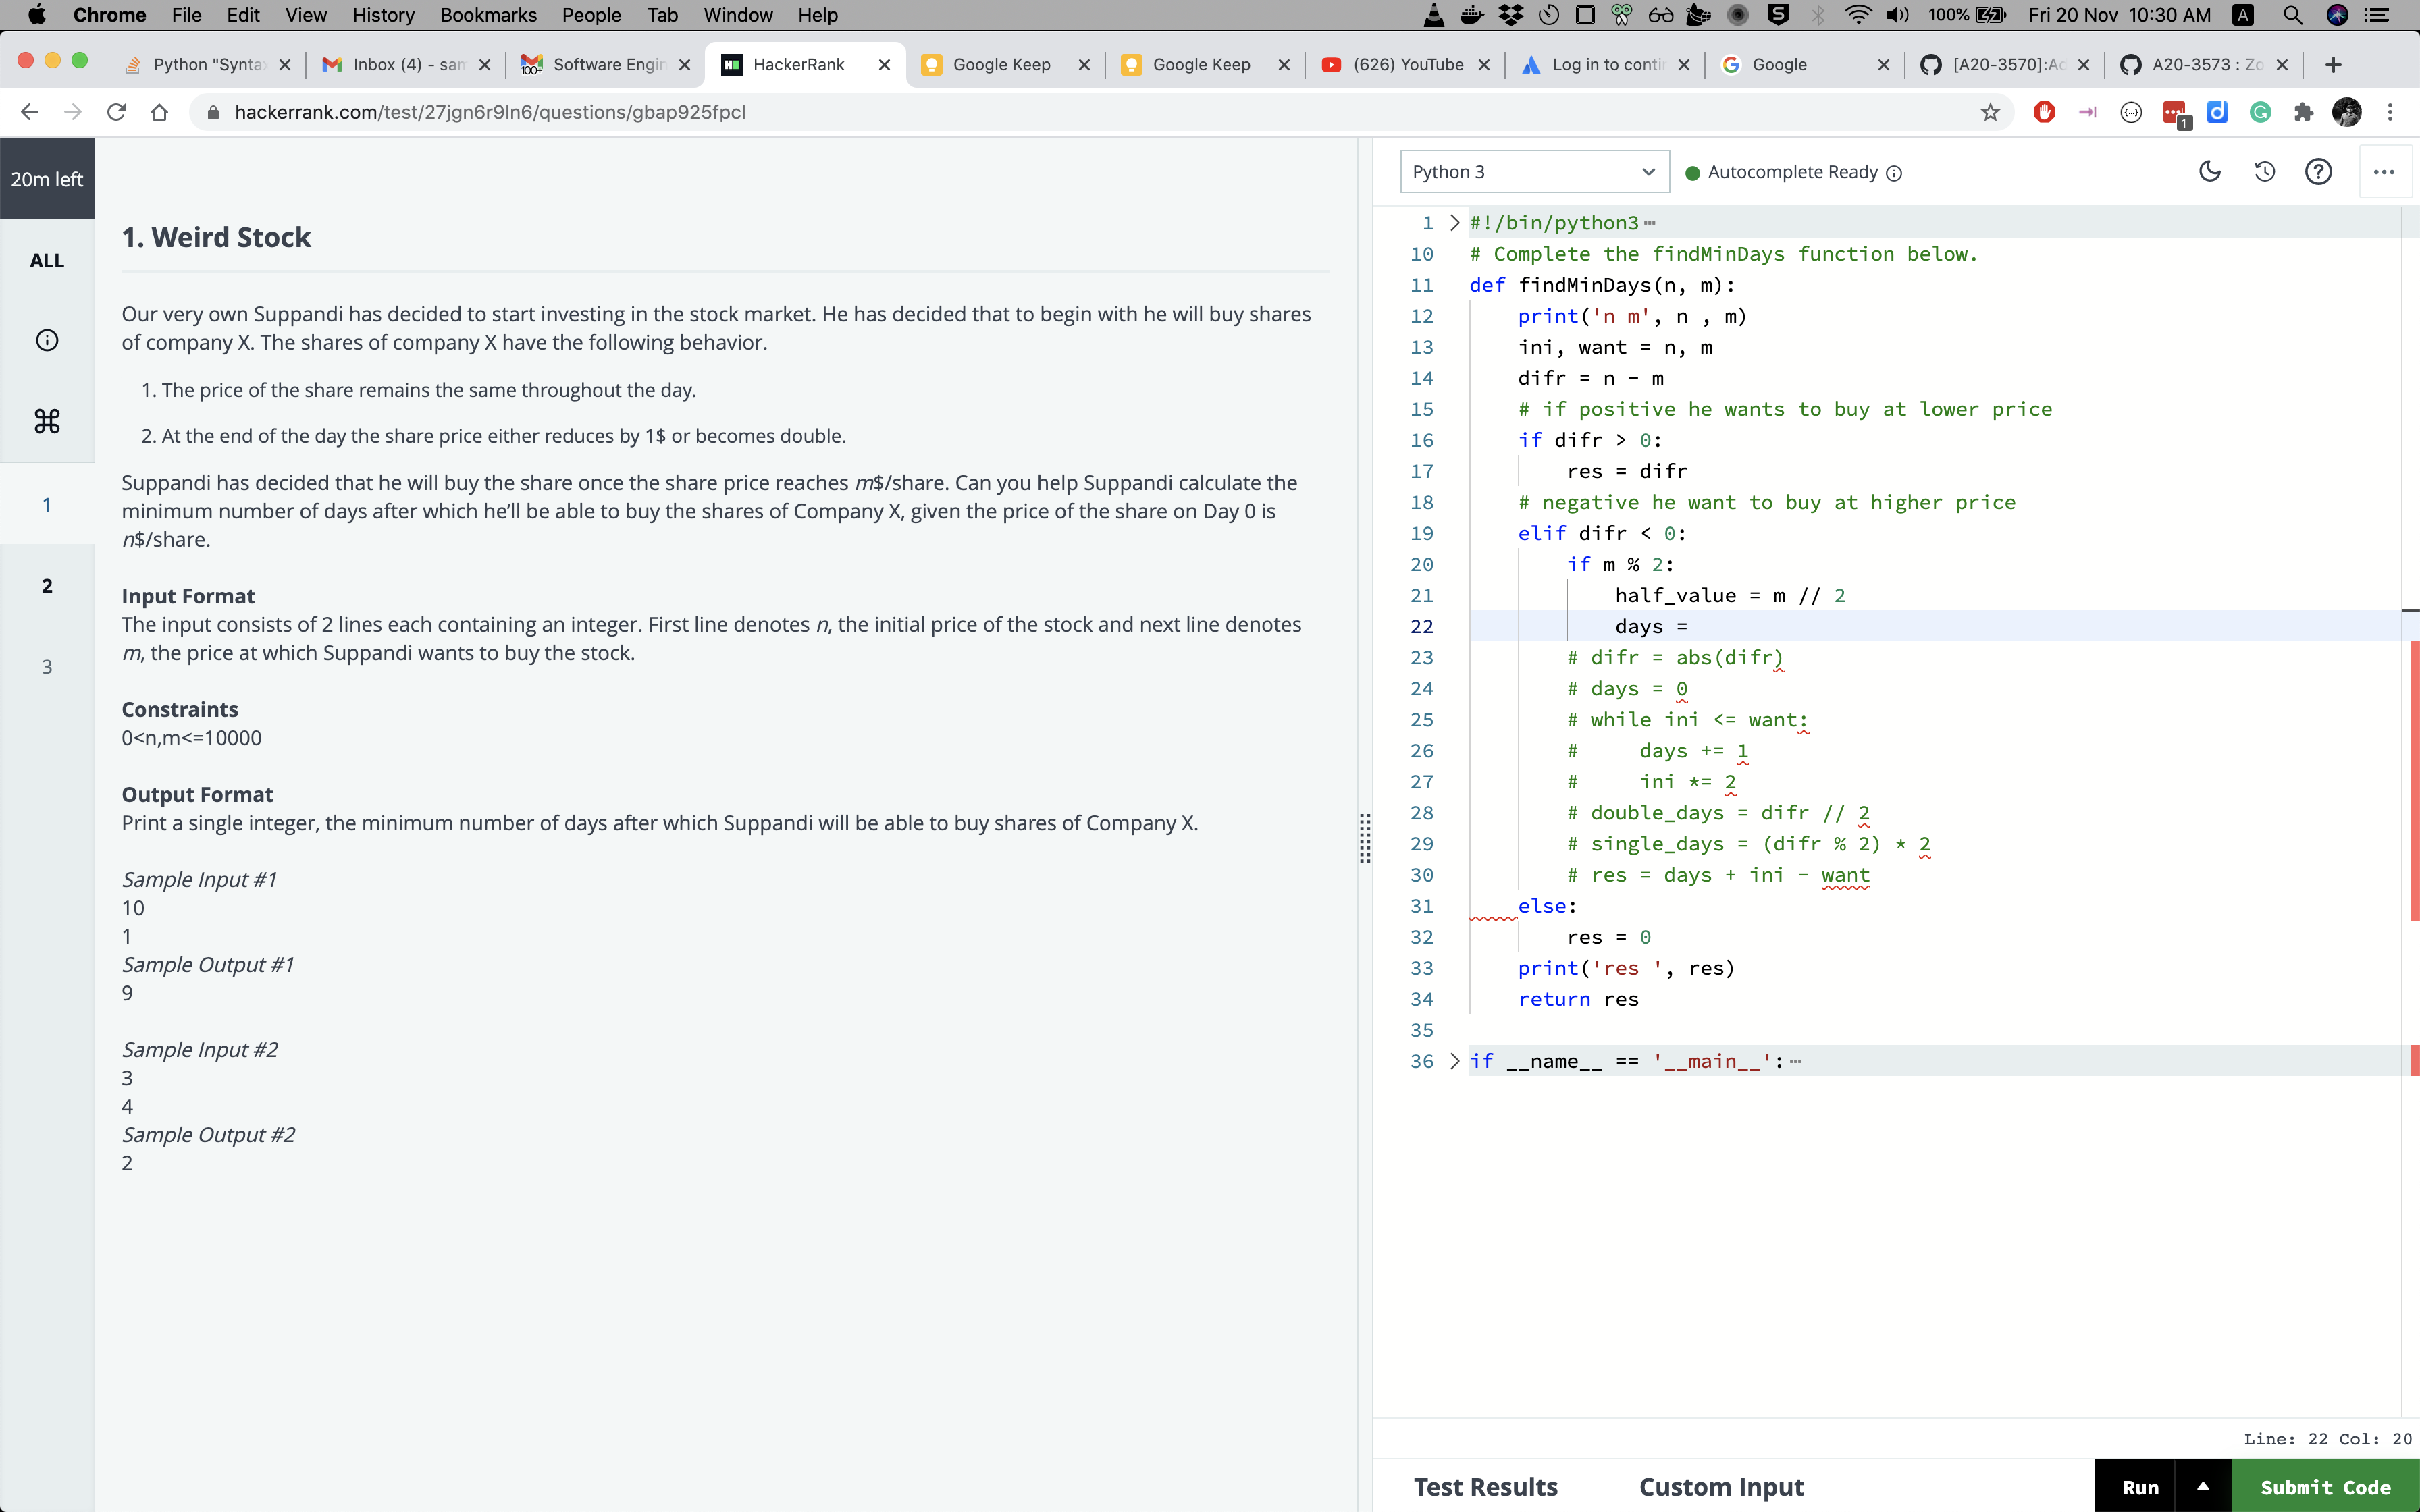 Chrome File Edit View History Bookmarks People Tab Window Help 100% Fri 20 Nov 10:30 AM A
Python "Synta Inbox (4) - sam 100+ Software Engin HackerRank Google Keep Google Keep (626) YouTube Log in to conti Google [A20-3570]:Ac A20-3573 : Zo
hackerrank.com/test/27jgn6r9ln6/questions/gbap925fpcl 1
20m left
ALL
1
2
3
1. Weird Stock
Our very own Suppandi has decided to start investing in the stock market. He has decided that to begin with he will buy shares
of company X. The shares of company X have the following behavior.
1. The price of the share remains the same throughout the day.
2. At the end of the day the share price either reduces by 1$ or becomes double.
Suppandi has decided that he will buy the share once the share price reaches m$/share. Can you help Suppandi calculate the
minimum number of days after which he'll be able to buy the shares of Company X, given the price of the share on Day 0 is
n$/share.
Input Format
The input consists of 2 lines each containing an integer. First line denotes n, the initial price of the stock and next line denotes
m, the price at which Suppandi wants to buy the stock.
Constraints
0<n,m<=10000
Output Format
Print a single integer, the minimum number of days after which Suppandi will be able to buy shares of Company X.
Sample Input #1
10
1
Sample Output #1
9
Sample Input #2
3
4
Sample Output #2
2
Python 3 Autocomplete Ready
1 #!/bin/python3
10 # Complete the findMinDays function below.
11 def findMinDays(n, m):
12 print('n m', n , m)
13 ini, want = n, m
14 difr = n - m
15 # if positive he wants to buy at lower price
16 if difr > 0:
17 res = difr
18 # negative he want to buy at higher price
19 elif difr < 0:
20 if m % 2:
21 half_value = m // 2
22 days =
23 # difr = abs(difr)
24 # days = 0
25 # while ini <= want:
26 # days += 1
27 # ini *= 2
28 # double_days = difr // 2
29 # single_days = (difr % 2) * 2
30 # res = days + ini - want
31 else:
32 res = 0
33 print('res ', res)
34 return res
35
36 if __name__ == '__main__':
Line: 22 Col: 20
Test Results Custom Input Run Submit Code